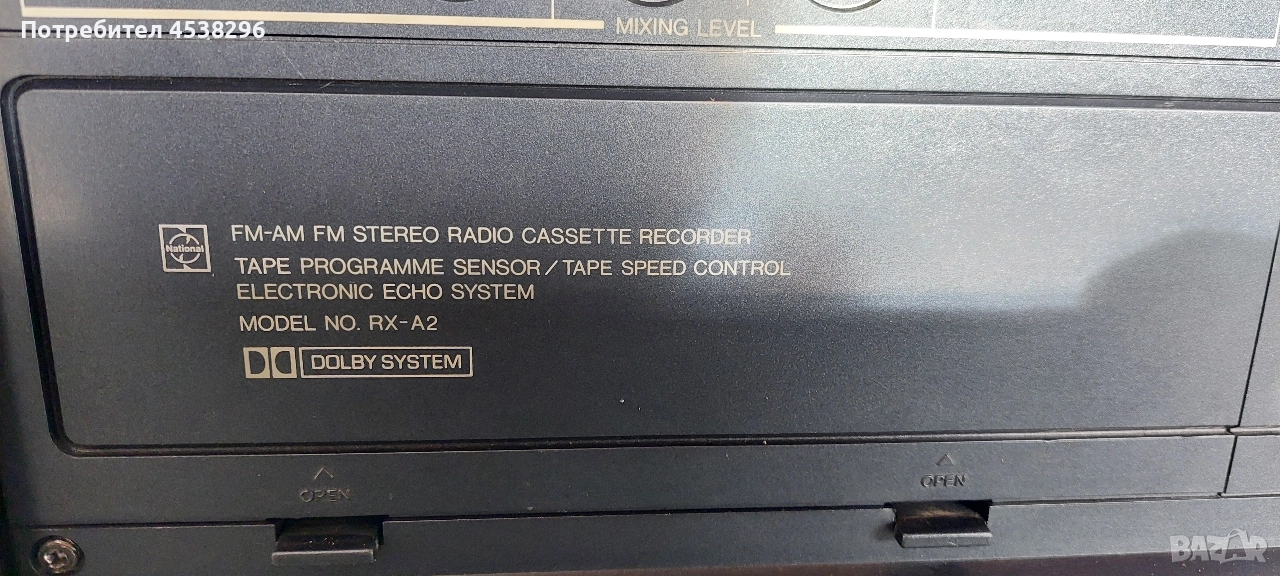 Потребител 4538296
MIXING LEVEL
National
FM-AM FM STEREO RADIO CASSETTE RECORDER
TAPE PROGRAMME SENSOR/TAPE SPEED CONTROL
ELECTRONIC ECHO SYSTEM
MODEL NO. RX-A2
DOLBY SYSTEM
OPEN
OPEN
BAZAR